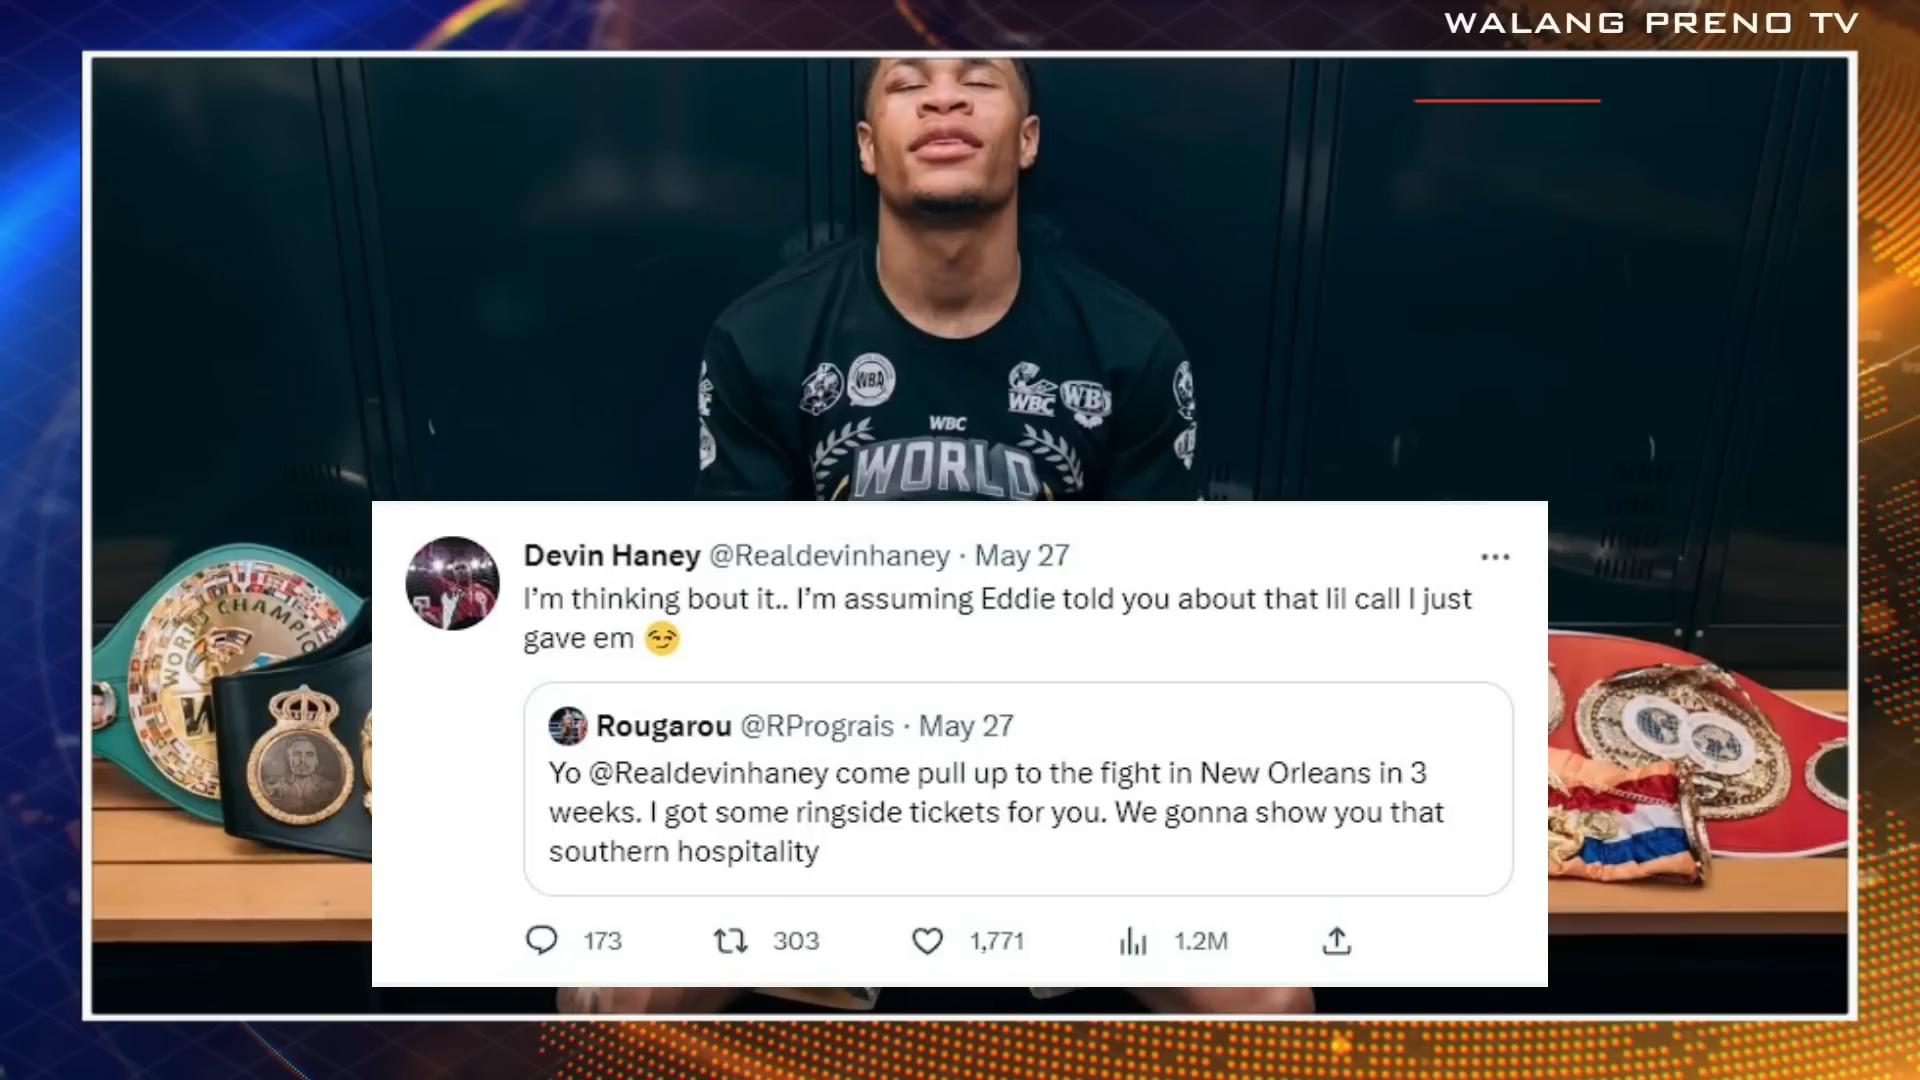 WALANG PRENO TV
WBA
WBC
WBC
WORLD
WORLD CHAMPIO
W
Devin Haney @Realdevinhaney · May 27
I'm thinking bout it.. I'm assuming Eddie told you about that lil call I just
gave em 😏
Rougarou @RPrograis · May 27
Yo @Realdevinhaney come pull up to the fight in New Orleans in 3
weeks. I got some ringside tickets for you. We gonna show you that
southern hospitality
173 303 1,771 1.2M